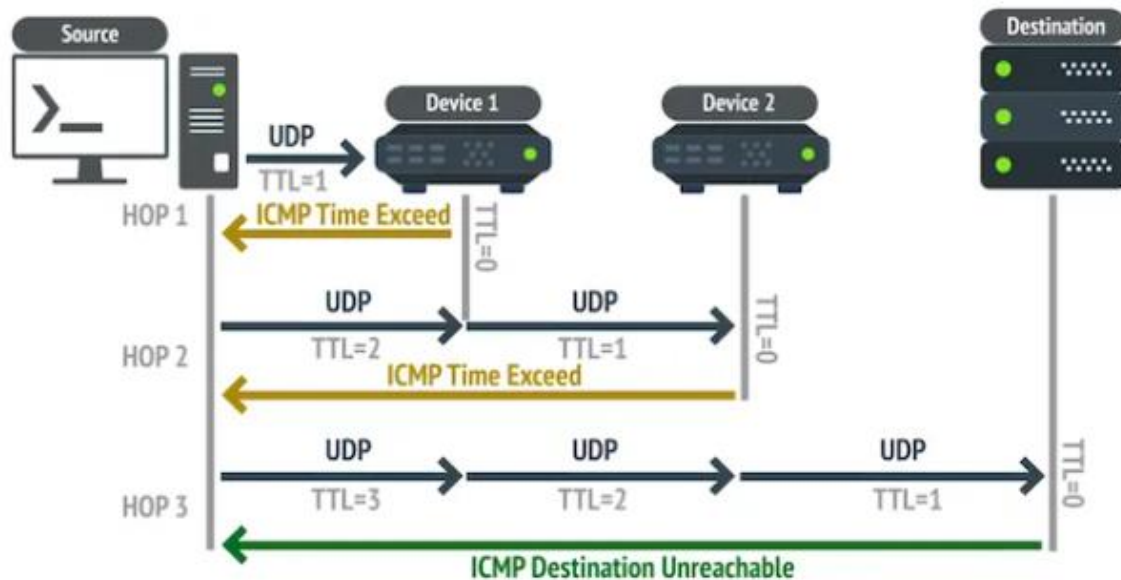 Source
Destination
Device 1
Device 2
UDP
TTL=1
HOP 1
ICMP Time Exceed
TTL=0
UDP
UDP
TTL=0
HOP 2
TTL=2
TTL=1
ICMP Time Exceed
UDP
UDP
UDP
TTL=0
HOP 3
TTL=3
TTL=2
TTL=1
ICMP Destination Unreachable